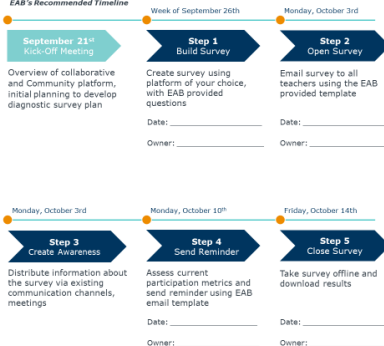 EAB's Recommended Timeline
Week of September 26th
Monday, October 3rd
September 21st
Kick-Off Meeting
Step 1
Build Survey
Step 2
Open Survey
Overview of collaborative
and Community platform,
initial planning to develop
diagnostic survey plan
Create survey using
platform of your choice,
with EAB provided
questions
Email survey to all
teachers using the EAB
provided template
Date:
Owner:
Date:
Owner:
Monday, October 3rd
Monday, October 10th
Friday, October 14th
Step 3
Create Awareness
Step 4
Send Reminder
Step 5
Close Survey
Distribute information about
the survey via existing
communication channels,
meetings
Assess current
participation metrics and
send reminder using EAB
email template
Take survey offline and
download results
Date:
Owner:
Date:
Owner: